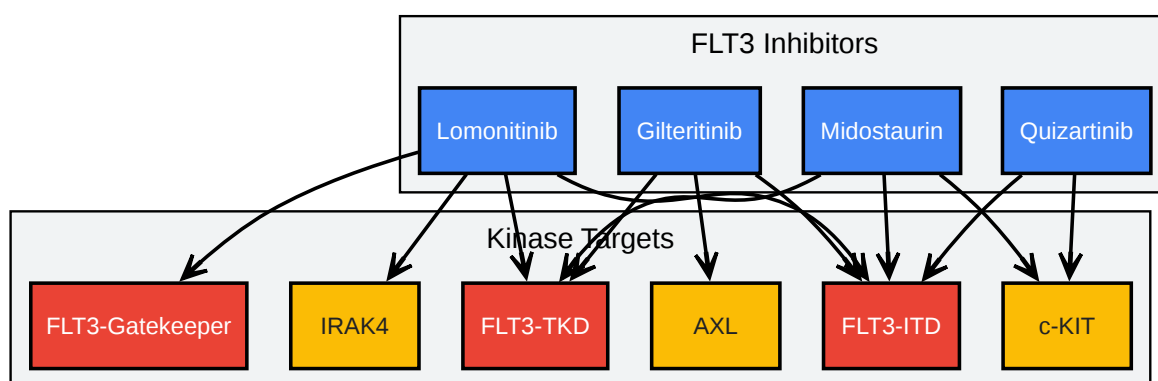 FLT3 Inhibitors
Lomonitinib
Gilteritinib
Midostaurin
Quizartinib
Kinase Targets
FLT3-Gatekeeper
IRAK4
FLT3-TKD
AXL
FLT3-ITD
c-KIT